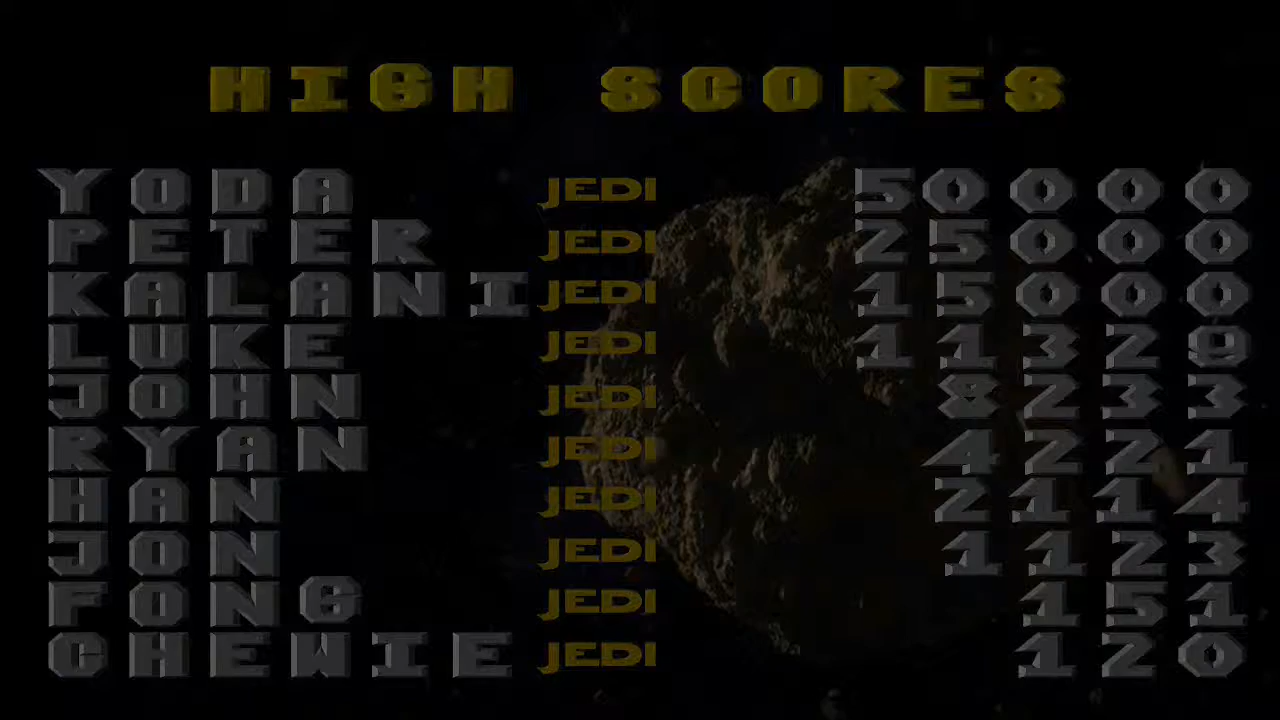 HIGH SCORES
YODA JEDI 50000
PETER JEDI 25000
KALANI JEDI 15000
LUKE JEDI 11329
JOHN JEDI 8233
RYAN JEDI 4221
HAN JEDI 2114
JON JEDI 1123
FONG JEDI 151
CHEWIE JEDI 120